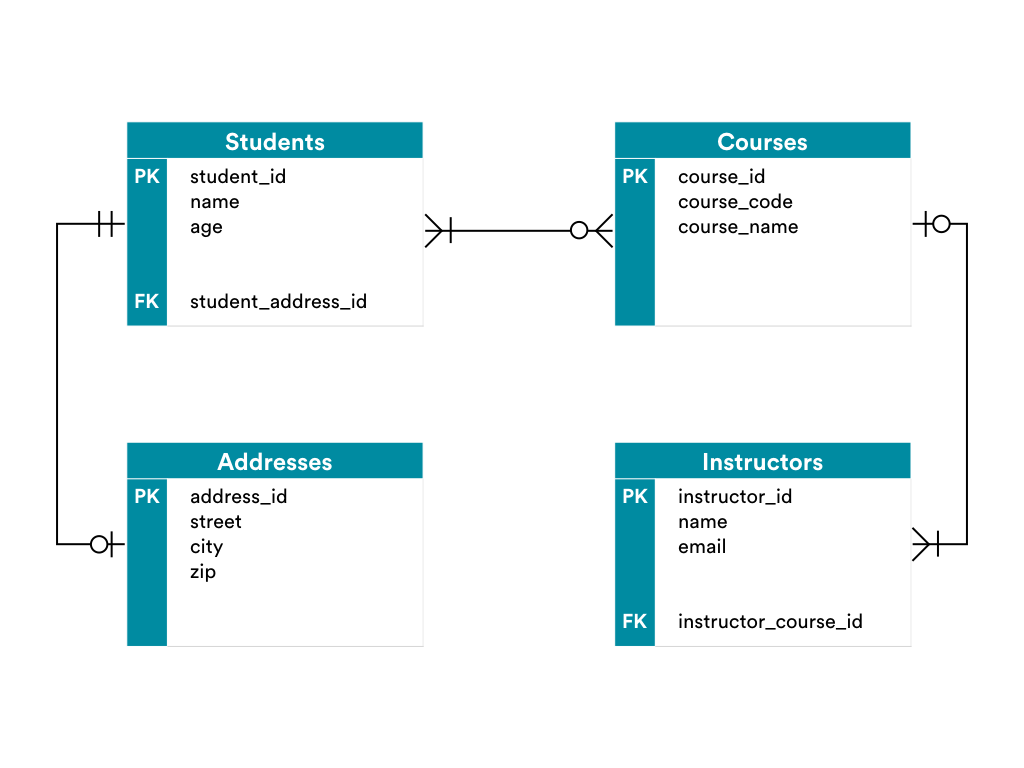 Students
PK student_id
name
age
FK student_address_id
Courses
PK course_id
course_code
course_name
Addresses
PK address_id
street
city
zip
Instructors
PK instructor_id
name
email
FK instructor_course_id